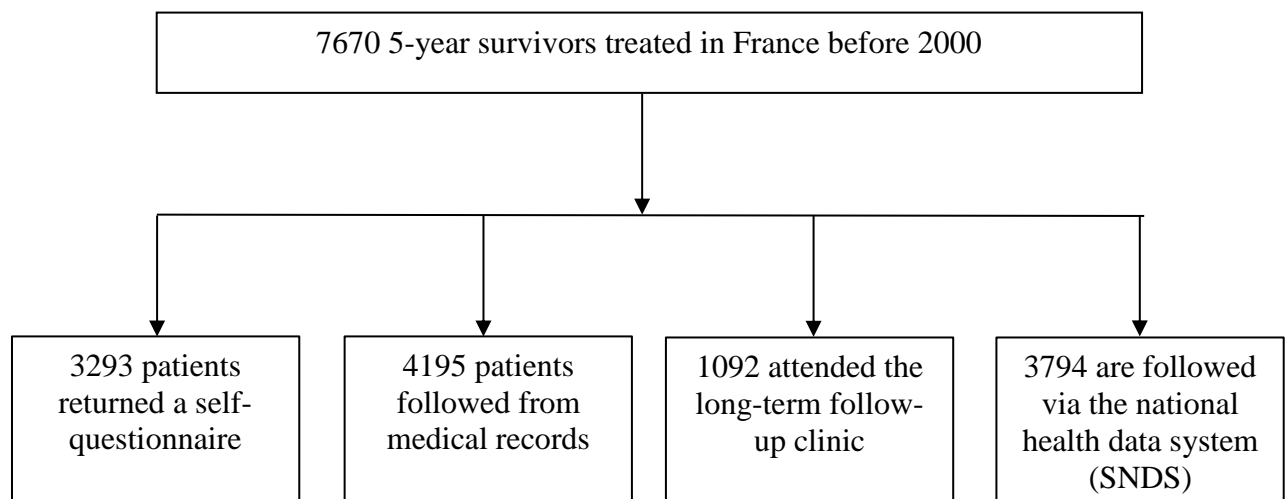 7670 5-year survivors treated in France before 2000
3293 patients
returned a self-
questionnaire
4195 patients
followed from
medical records
1092 attended the
long-term follow-
up clinic
3794 are followed
via the national
health data system
(SNDS)